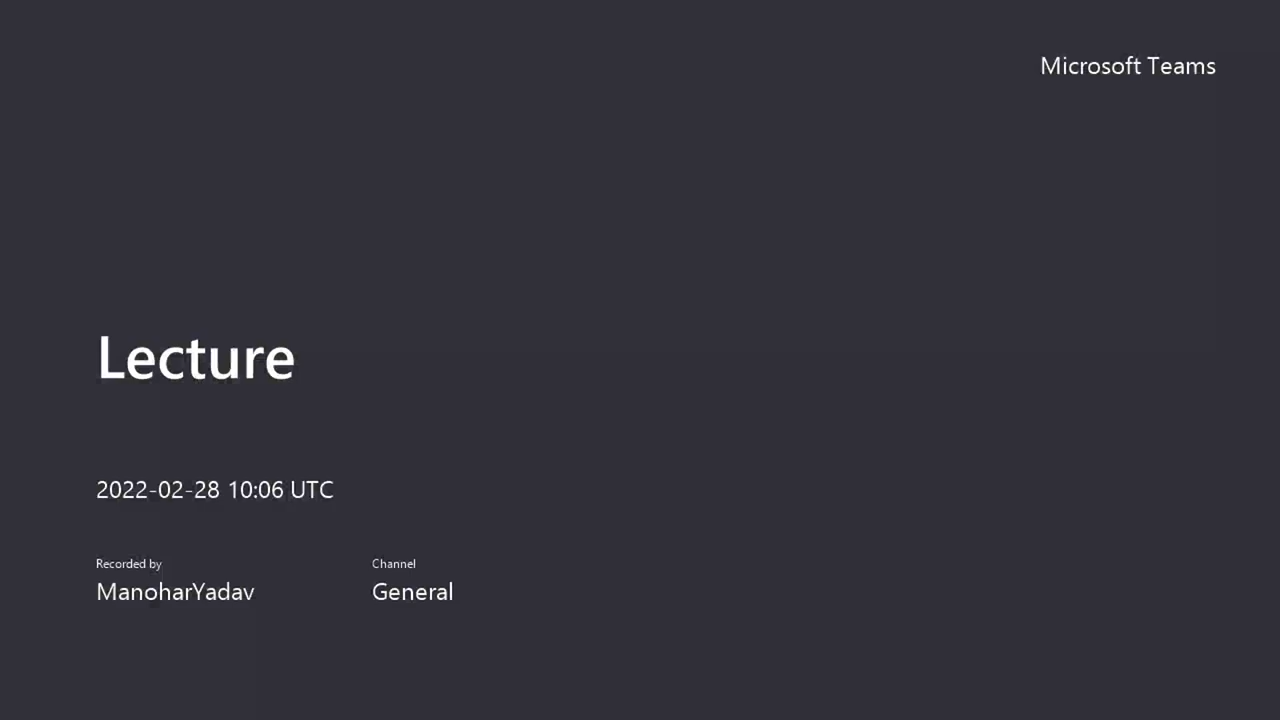 Microsoft Teams
Lecture
2022-02-28 10:06 UTC
Recorded by
ManoharYadav
Channel
General